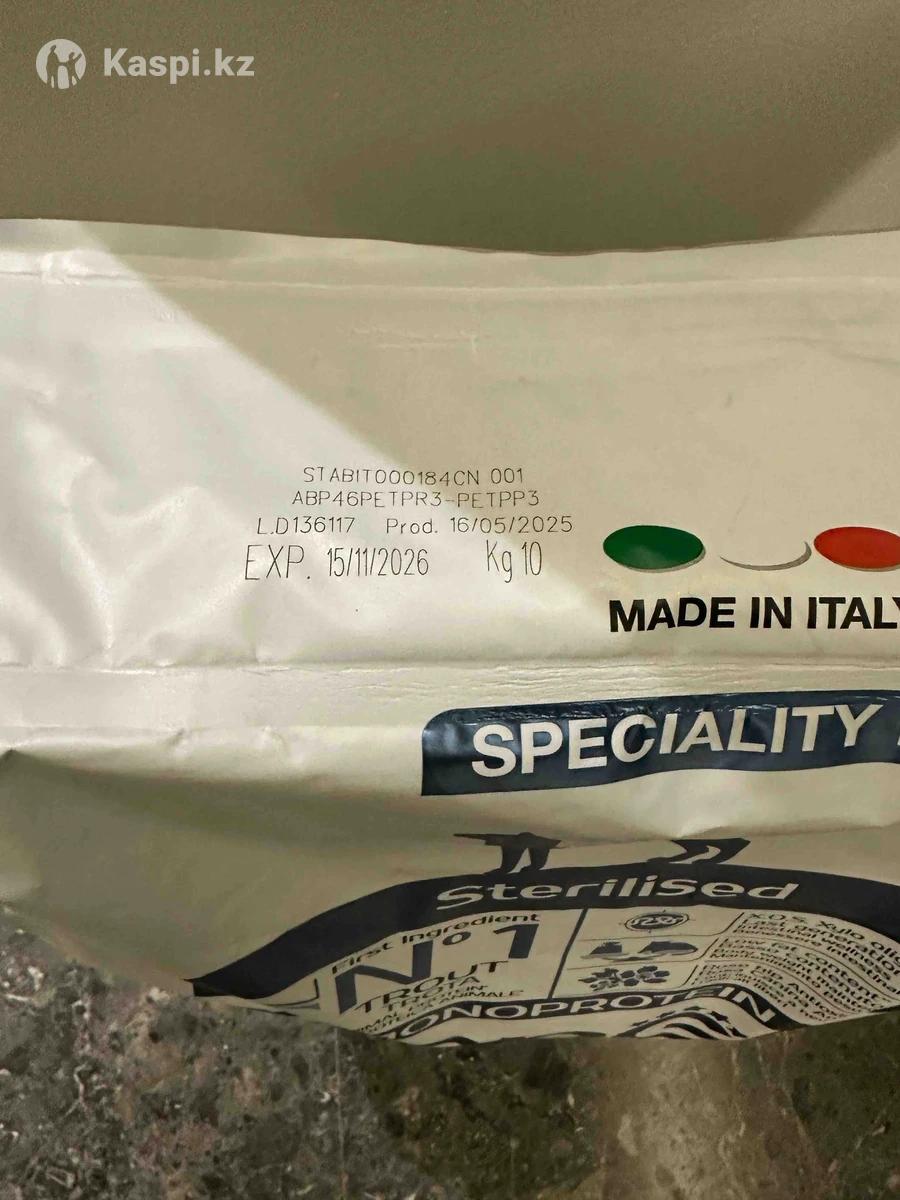 Kaspi.kz
STABIT000184CN 001
ABP46PETPR3-PETPP3
L.D136117 Prod. 16/05/2025
EXP. 15/11/2026 Kg 10
MADE IN ITALY
SPECIALITY
Sterilised
First Ingredient
N° 1
TROUT
TROTA
MONOPROTEIN